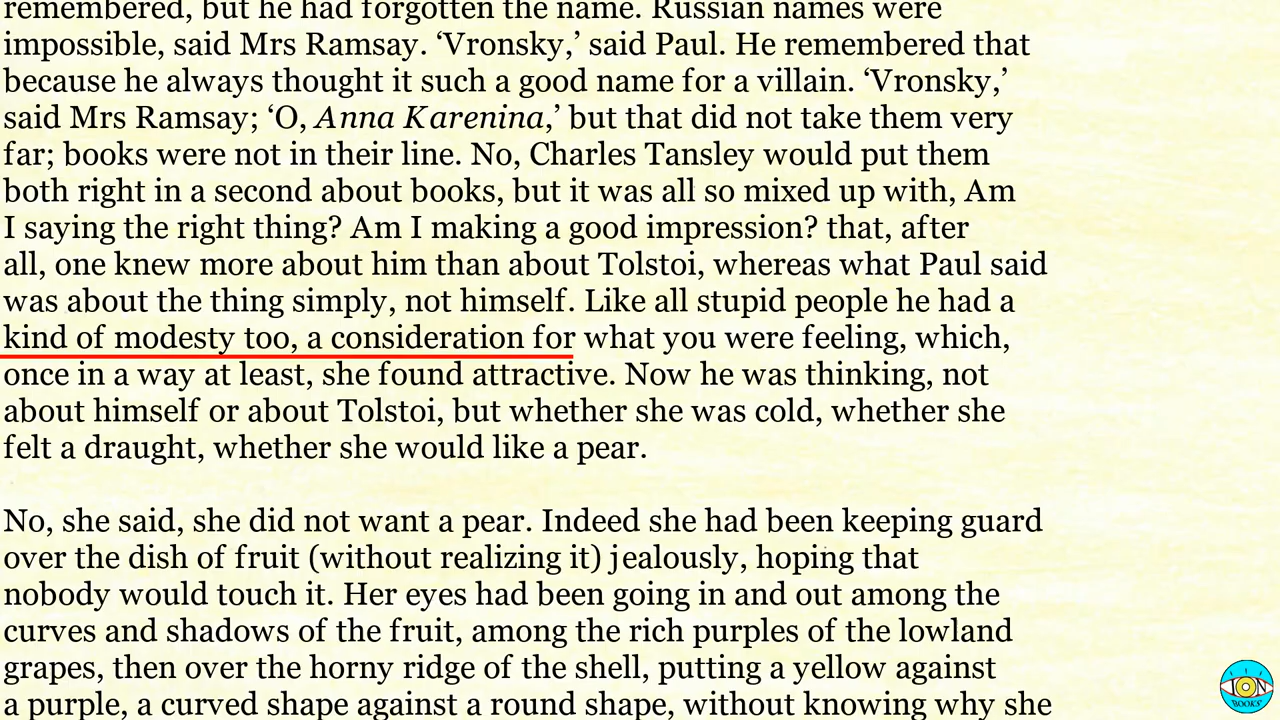 remembered, but he had forgotten the name. Russian names were
impossible, said Mrs Ramsay. ‘Vronsky,’ said Paul. He remembered that
because he always thought it such a good name for a villain. ‘Vronsky,’
said Mrs Ramsay; ‘O, Anna Karenina,’ but that did not take them very
far; books were not in their line. No, Charles Tansley would put them
both right in a second about books, but it was all so mixed up with, Am
I saying the right thing? Am I making a good impression? that, after
all, one knew more about him than about Tolstoi, whereas what Paul said
was about the thing simply, not himself. Like all stupid people he had a
kind of modesty too, a consideration for what you were feeling, which,
once in a way at least, she found attractive. Now he was thinking, not
about himself or about Tolstoi, but whether she was cold, whether she
felt a draught, whether she would like a pear.
No, she said, she did not want a pear. Indeed she had been keeping guard
over the dish of fruit (without realizing it) jealously, hoping that
nobody would touch it. Her eyes had been going in and out among the
curves and shadows of the fruit, among the rich purples of the lowland
grapes, then over the horny ridge of the shell, putting a yellow against
a purple, a curved shape against a round shape, without knowing why she
ION
BOOKS